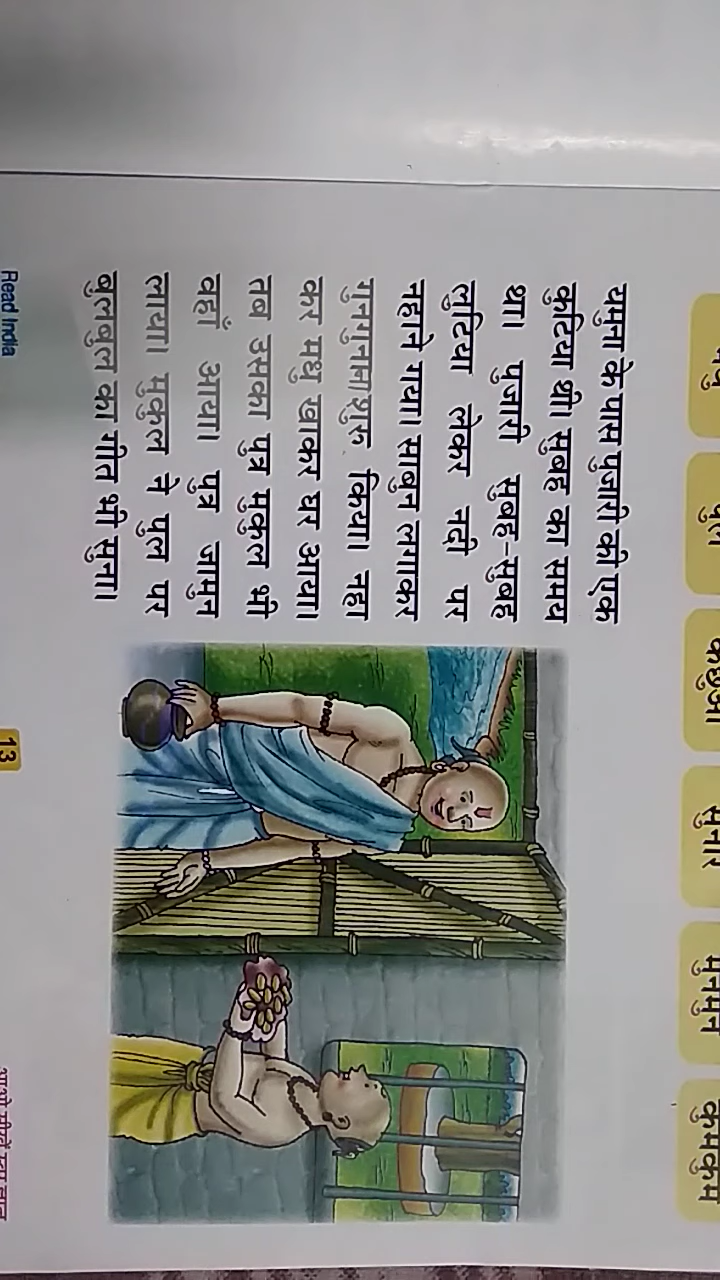 पुल
कछुआ
सुनार
मुनमुन
कुमकुम
यमुना के पास पुजारी की एक
कुटिया थी। सुबह का समय
था। पुजारी सुबह-सुबह
लुटिया लेकर नदी पर
नहाने गया। साबुन लगाकर
गुनगुनाना शुरू किया। नहा
कर मधु खाकर घर आया।
तब उसका पुत्र मुकुल भी
वहाँ आया। पुत्र जामुन
लाया। मुकुल ने पुल पर
बुलबुल का गीत भी सुना।
Read India
13